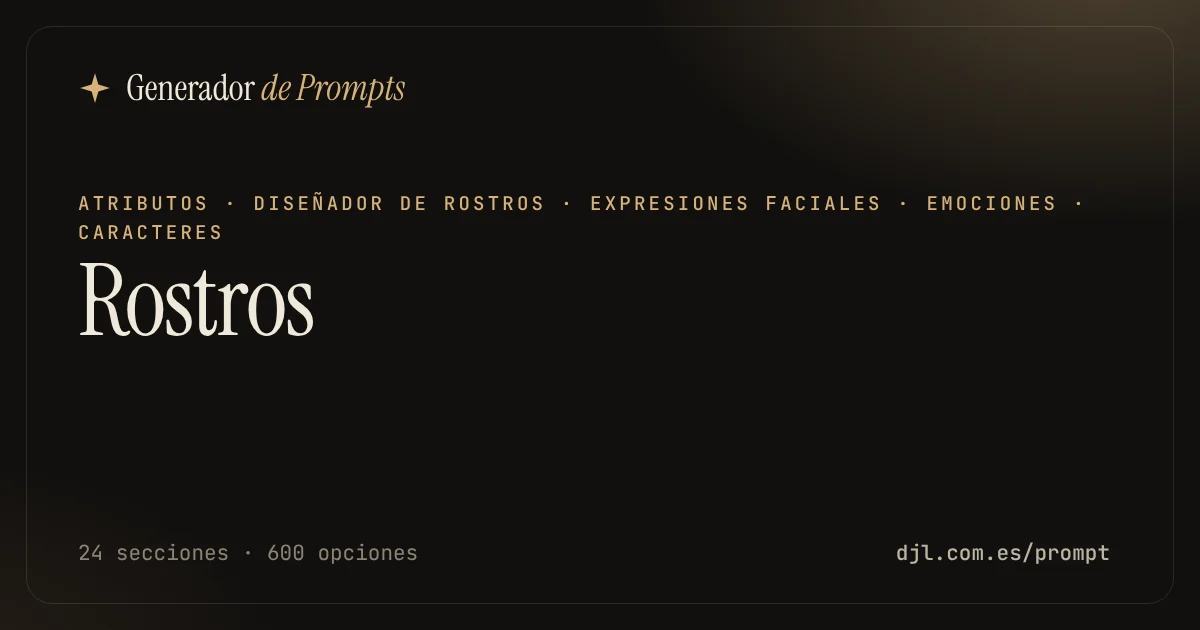 Generador de Prompts
ATRIBUTOS · DISEÑADOR DE ROSTROS · EXPRESIONES FACIALES · EMOCIONES ·
CARACTERES
Rostros
24 secciones · 600 opciones
djl.com.es/prompt